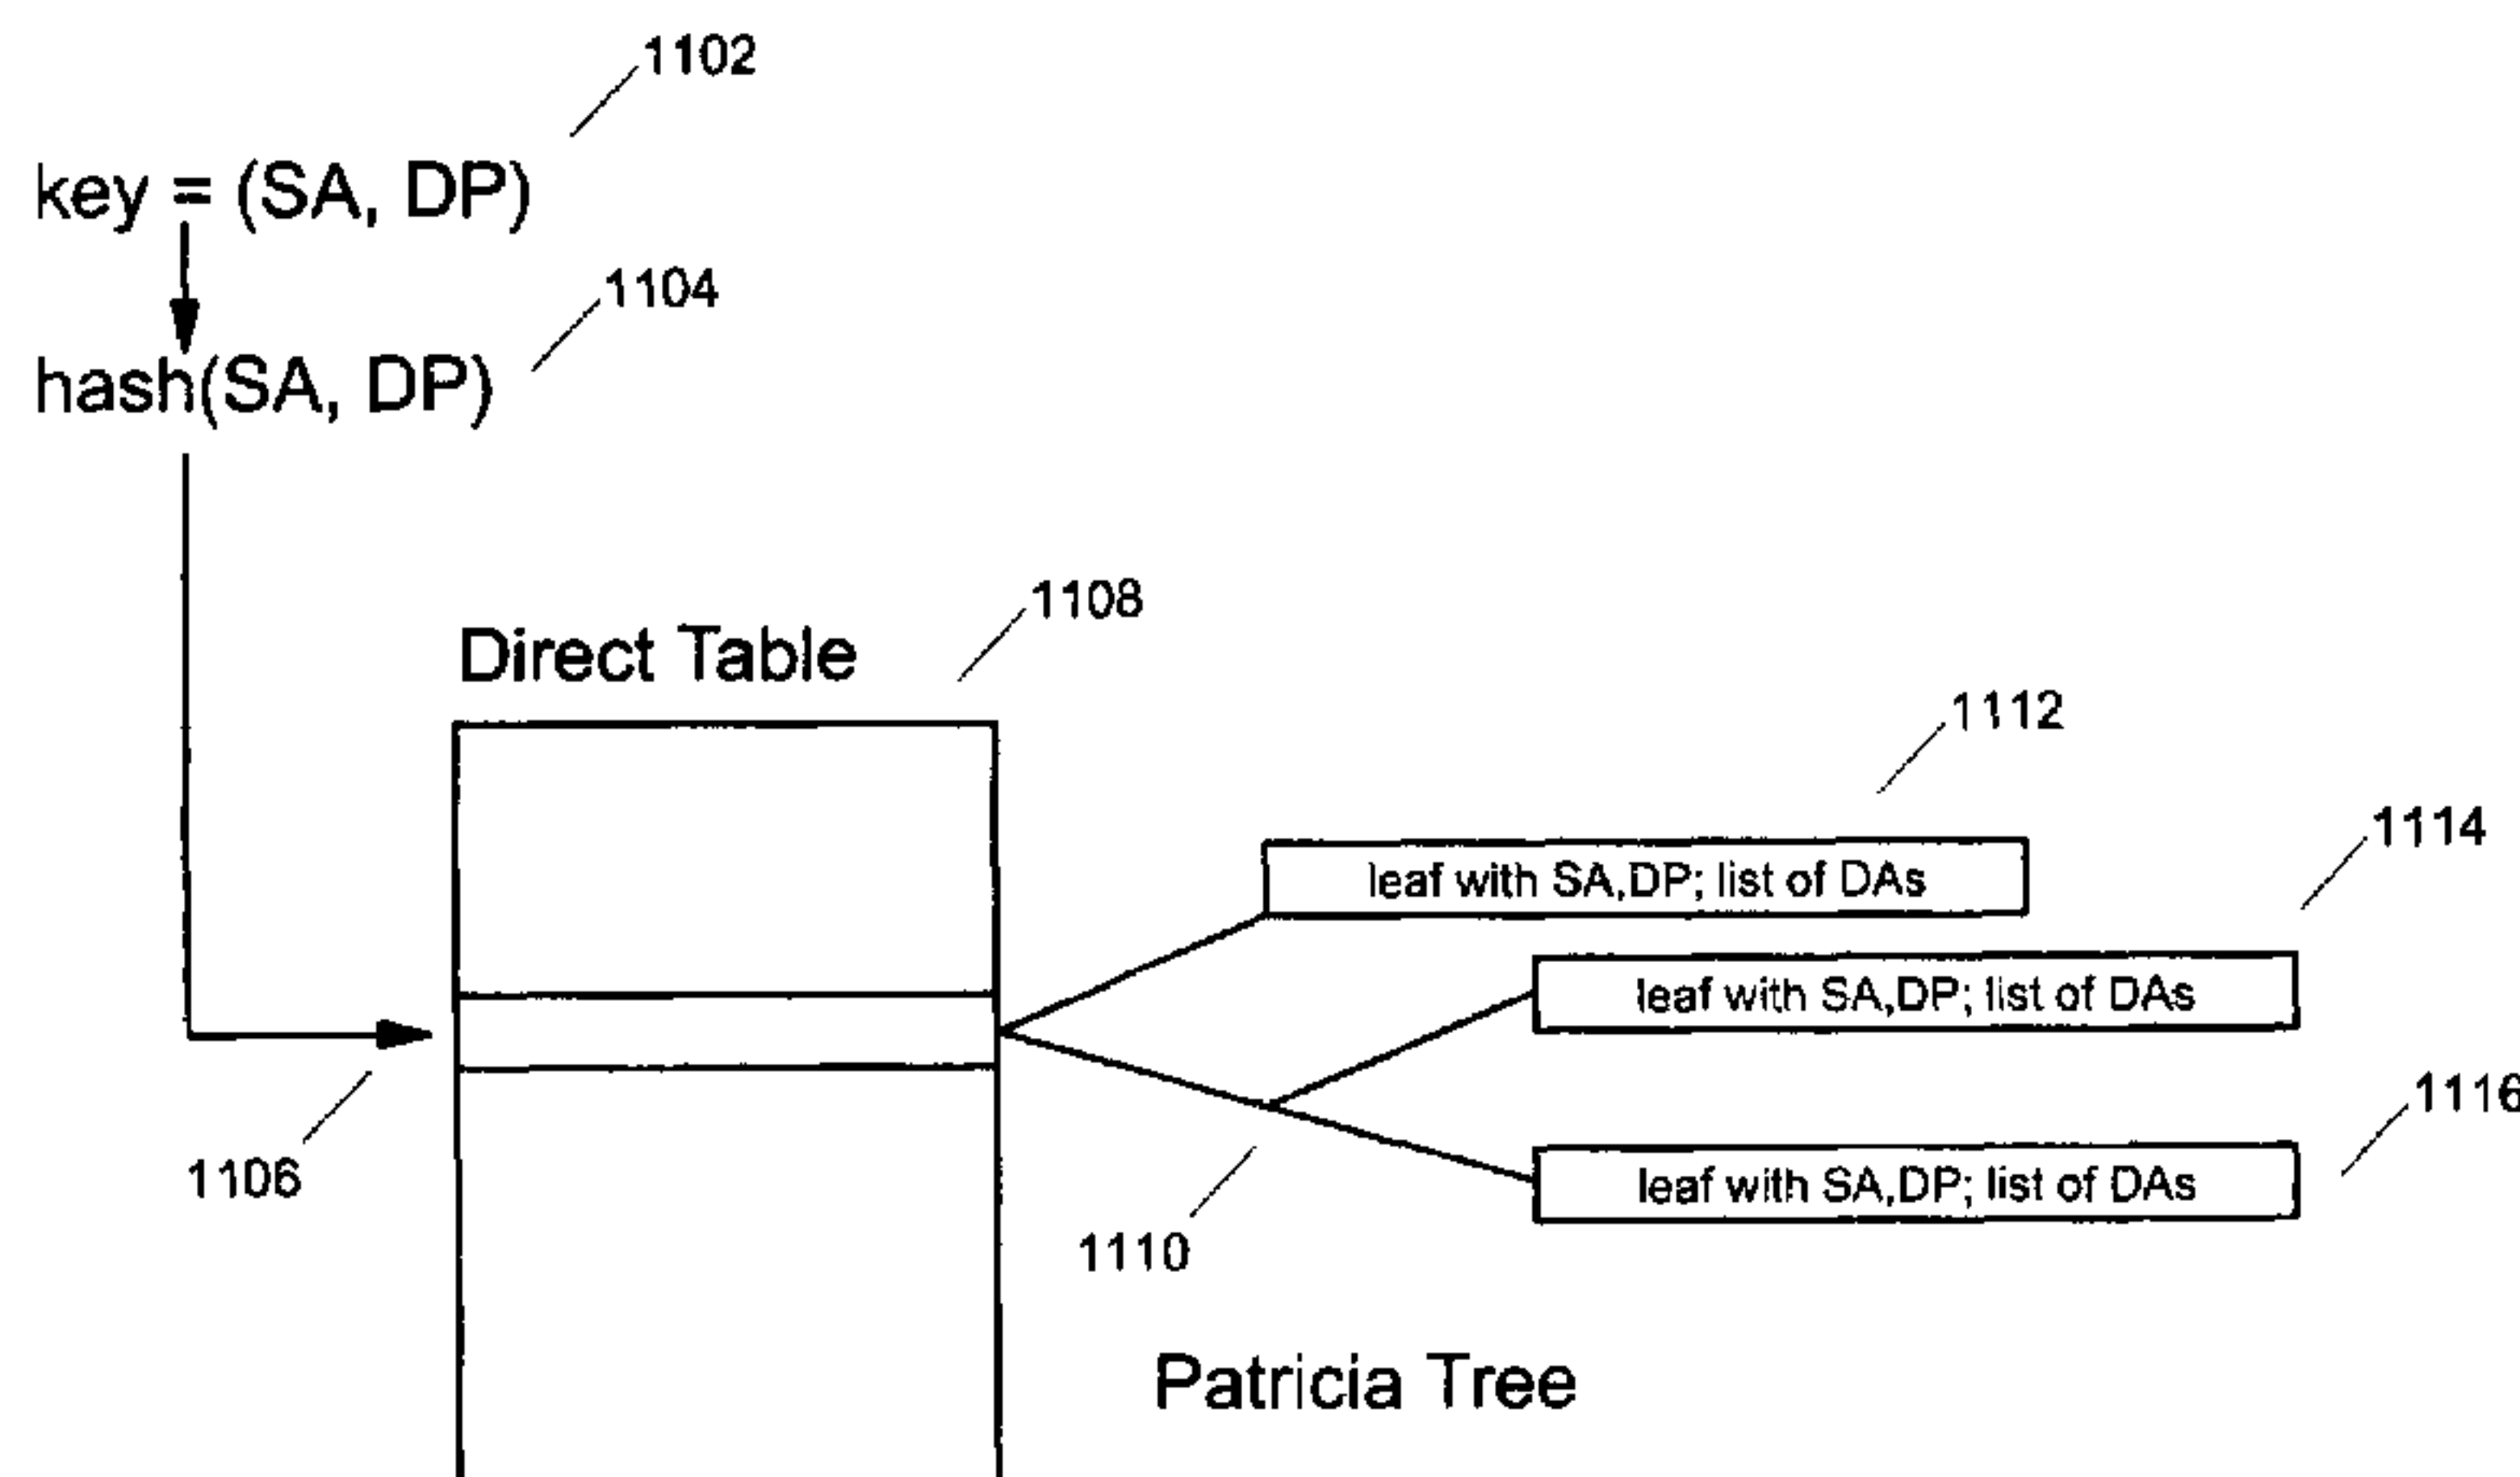 1102
key = (SA, DP)
1104
hash(SA, DP)
1108
Direct Table
1112
1114
leaf with SA,DP; list of DAs
leaf with SA,DP; list of DAs
1116
1106
leaf with SA,DP; list of DAs
1110
Patricia Tree